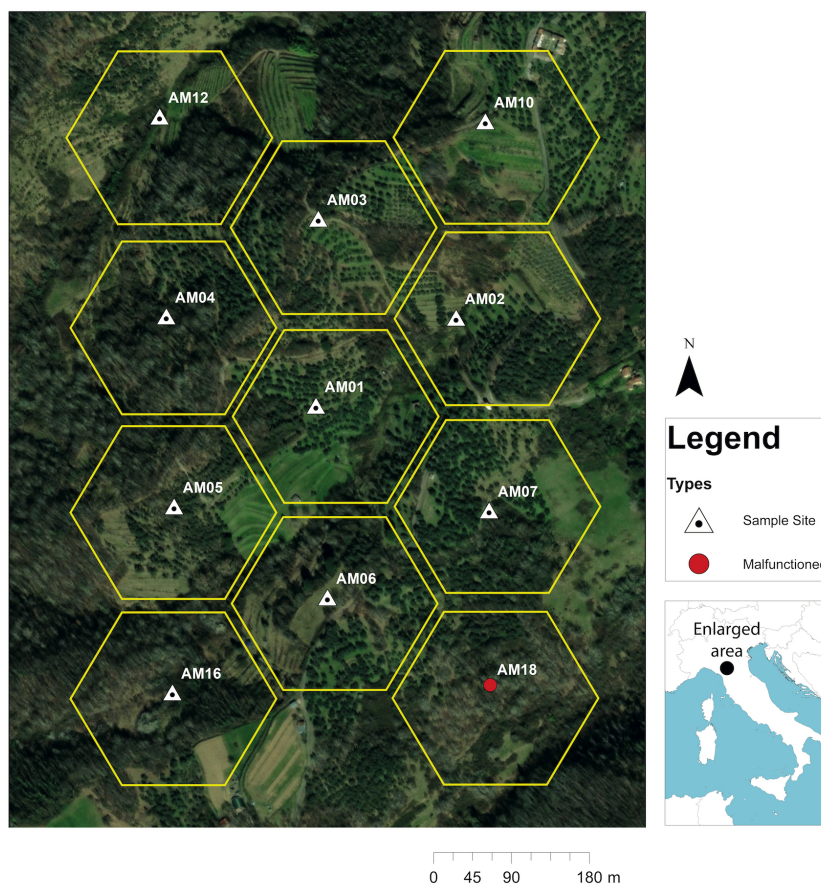 AM12
AM10
AM03
AM04
AM02
AM01
AM05
AM07
AM06
AM16
AM18
N
Legend
Types
Sample Site
Malfunctioned
Enlarged
area
0 45 90 180 m